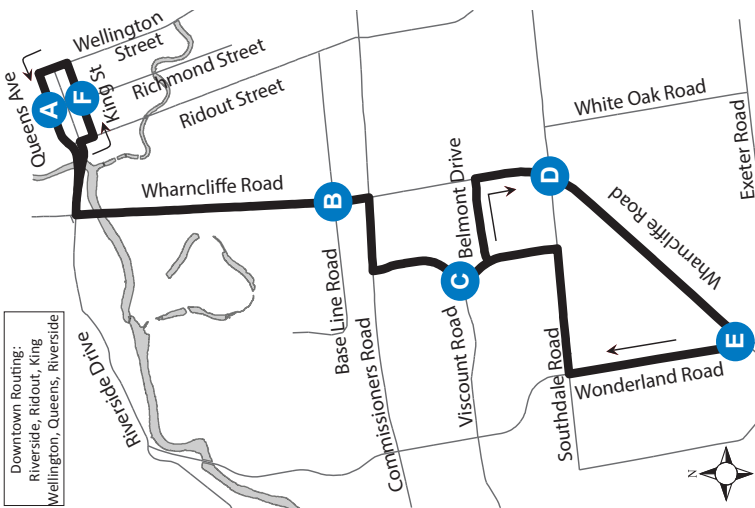 Wellington
Street
Queens Ave
A
F
King St
Richmond Street
Ridout Street
White Oak Road
Exeter Road
Wharncliffe Road
B
Belmont Drive
D
Wharncliffe Road
Base Line Road
C
Commissioners Road
Viscount Road
Southdale Road
E
Wonderland Road
Riverside Drive
Downtown Routing:
Riverside, Ridout, King
Wellington, Queens, Riverside
N